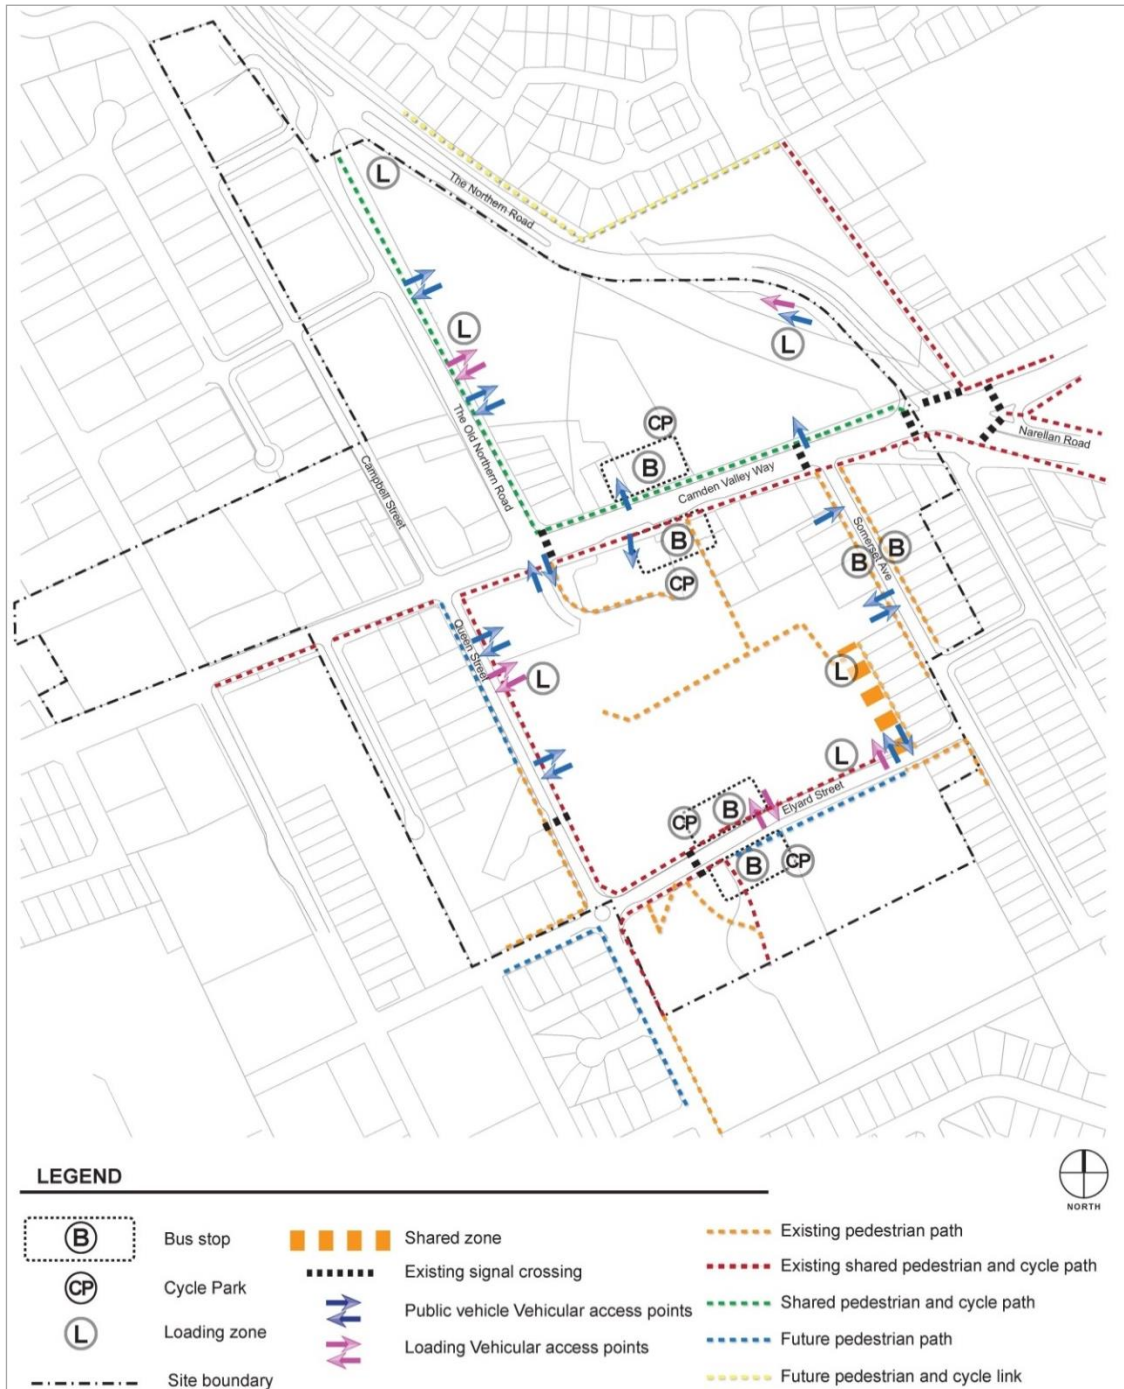 L
The Northern Road
L
L
The Old Northern Road
Campbell Street
CP
B
Camden Valley Way
Narellan Road
B
CP
Somerset Ave
B
B
Queen Street
L
L
L
Elyard Street
CP
B
B
CP
LEGEND
NORTH
B Bus stop
CP Cycle Park
L Loading zone
Site boundary
Shared zone
Existing signal crossing
Public vehicle Vehicular access points
Loading Vehicular access points
Existing pedestrian path
Existing shared pedestrian and cycle path
Shared pedestrian and cycle path
Future pedestrian path
Future pedestrian and cycle link